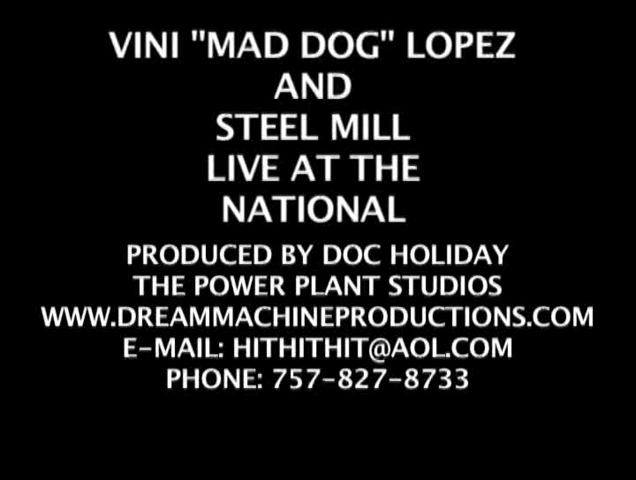 VINI "MAD DOG" LOPEZ
AND
STEEL MILL
LIVE AT THE
NATIONAL
PRODUCED BY DOC HOLIDAY
THE POWER PLANT STUDIOS
WWW.DREAMMACHINEPRODUCTIONS.COM
E-MAIL: HITHITHIT@AOL.COM
PHONE: 757-827-8733